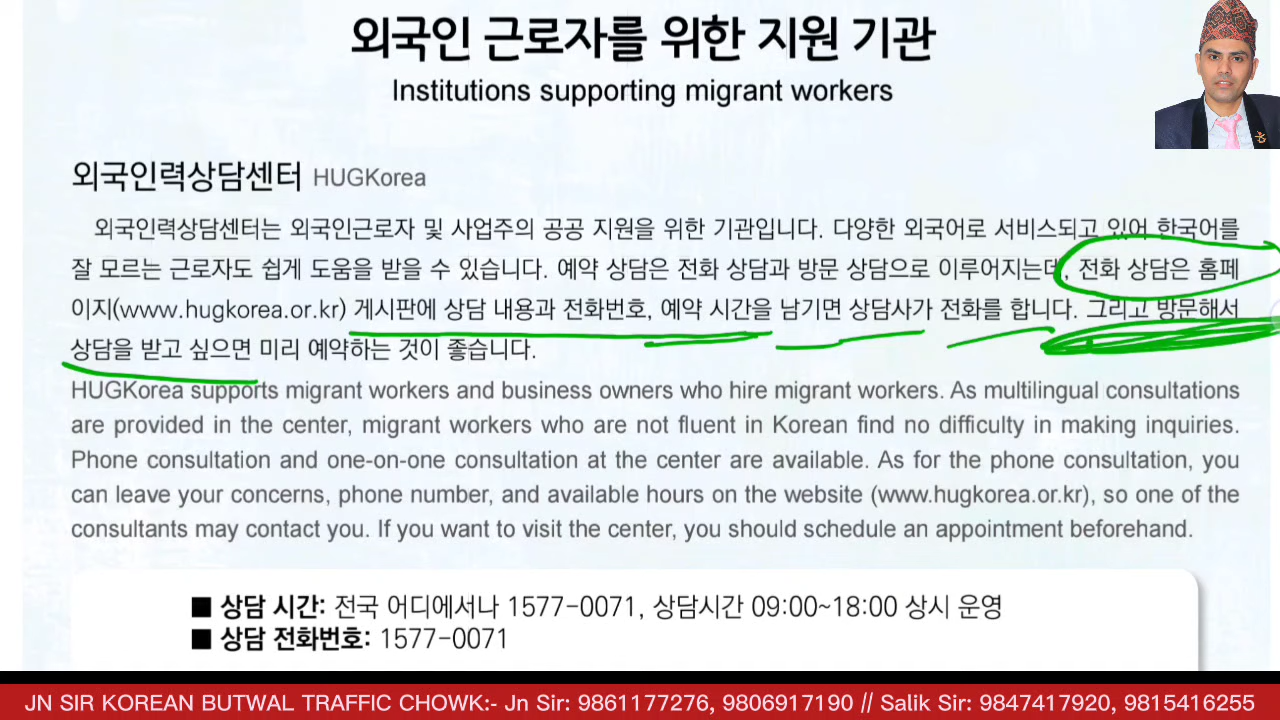 외국인 근로자를 위한 지원 기관
Institutions supporting migrant workers
외국인력상담센터 HUGKorea
외국인력상담센터는 외국인근로자 및 사업주의 공공 지원을 위한 기관입니다. 다양한 외국어로 서비스되고 있어 한국어를
잘 모르는 근로자도 쉽게 도움을 받을 수 있습니다. 예약 상담은 전화 상담과 방문 상담으로 이루어지는데, 전화 상담은 홈페
이지(www.hugkorea.or.kr) 게시판에 상담 내용과 전화번호, 예약 시간을 남기면 상담사가 전화를 합니다. 그리고 방문해서
상담을 받고 싶으면 미리 예약하는 것이 좋습니다.
HUGKorea supports migrant workers and business owners who hire migrant workers. As multilingual consultations
are provided in the center, migrant workers who are not fluent in Korean find no difficulty in making inquiries.
Phone consultation and one-on-one consultation at the center are available. As for the phone consultation, you
can leave your concerns, phone number, and available hours on the website (www.hugkorea.or.kr), so one of the
consultants may contact you. If you want to visit the center, you should schedule an appointment beforehand.
■ 상담 시간: 전국 어디에서나 1577-0071, 상담시간 09:00~18:00 상시 운영
■ 상담 전화번호: 1577-0071
JN SIR KOREAN BUTWAL TRAFFIC CHOWK:- Jn Sir: 9861177276, 9806917190 // Salik Sir: 9847417920, 9815416255